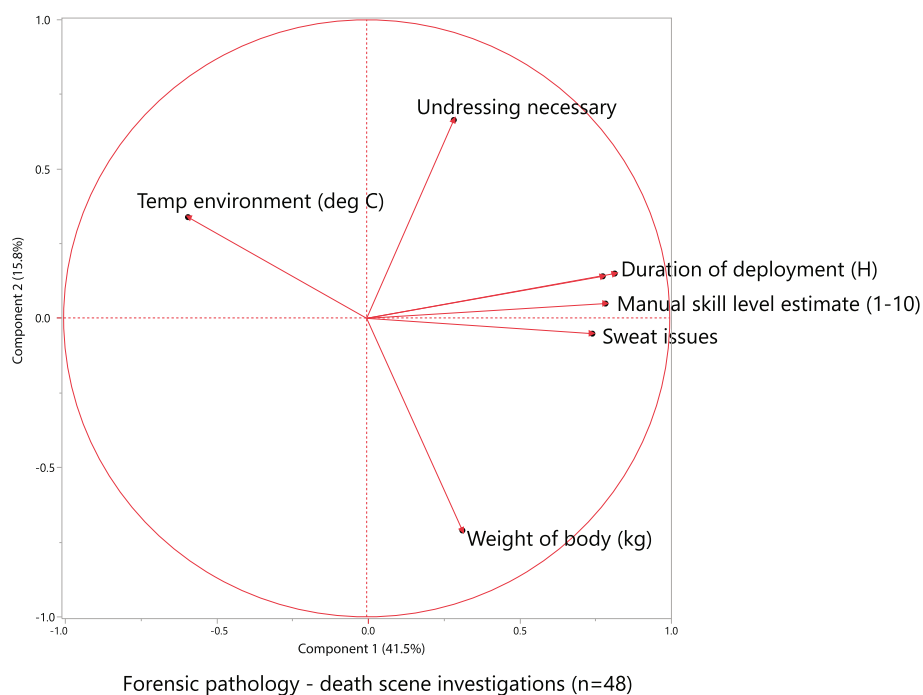 1.0
Undressing necessary
0.5
Temp environment (deg C)
Duration of deployment (H)
Manual skill level estimate (1-10)
0.0
Sweat issues
Component 2 (15.8%)
-0.5
Weight of body (kg)
-1.0
-1.0 -0.5 0.0 0.5 1.0
Component 1 (41.5%)
Forensic pathology - death scene investigations (n=48)